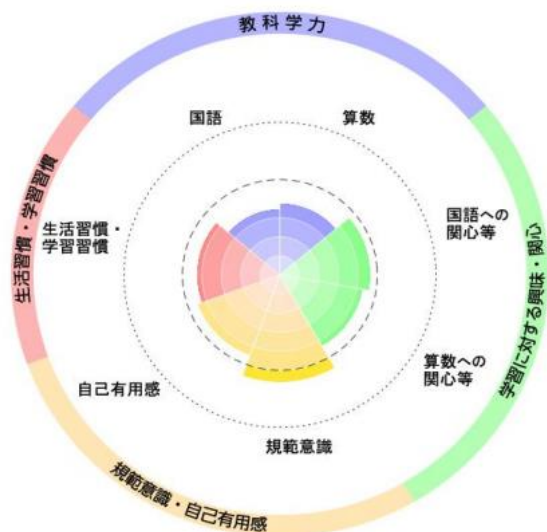 教科学力
国語
算数
生活習慣・学習習慣
生活習慣・
学習習慣
国語への
関心等
学習に対する興味・関心
算数への
関心等
自己有用感
規範意識
規範意識・自己有用感